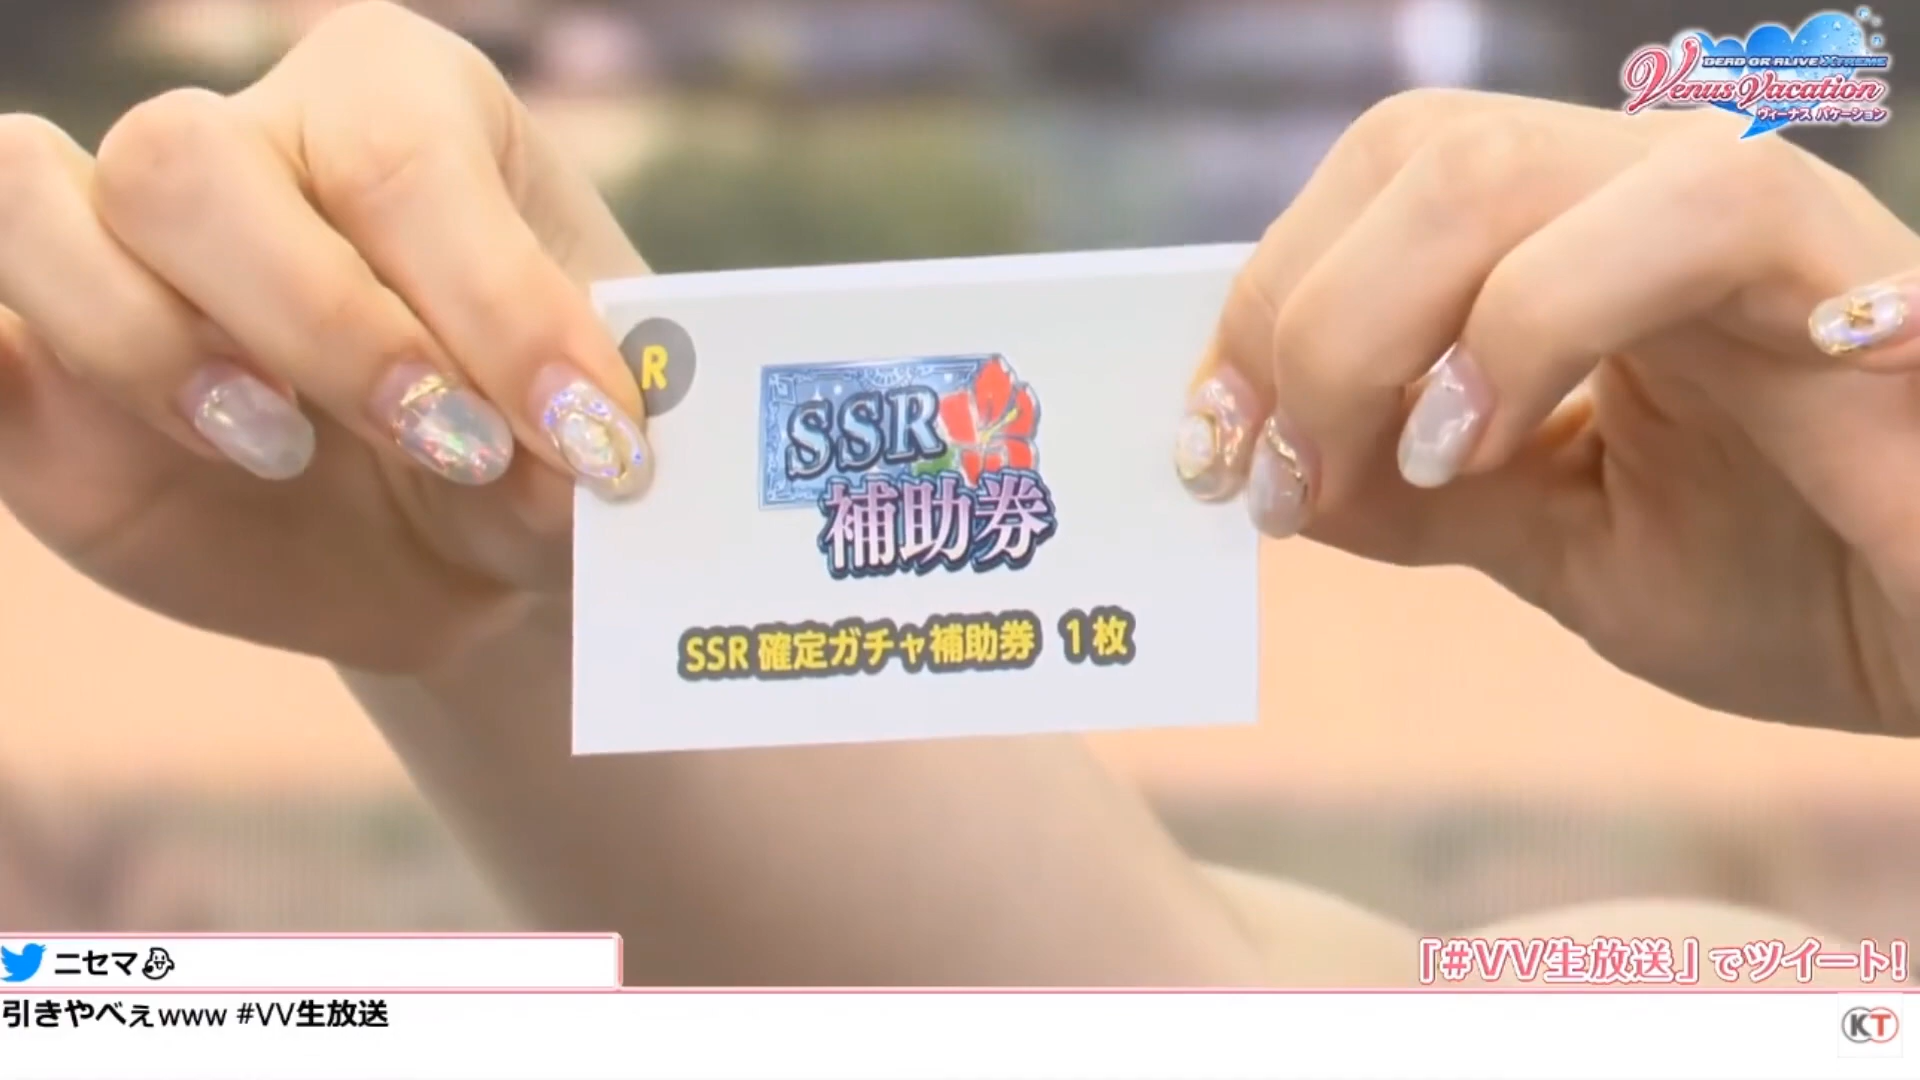 DEAD OR ALIVE XTREME
Venus Vacation
ヴィーナス バケーション
R
SSR
補助券
SSR 確定ガチャ補助券 1枚
ニセマ
「#VV生放送」でツイート!
引きやべぇwww #VV生放送
KT